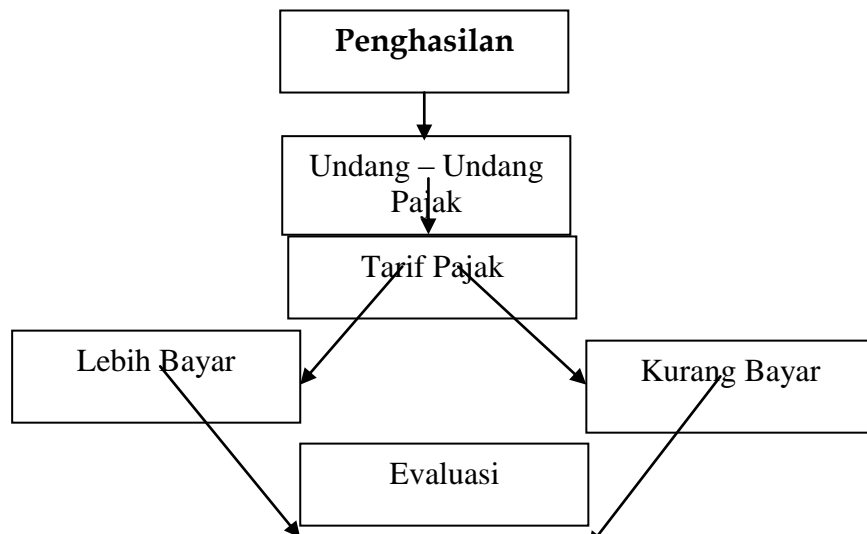 Penghasilan
Undang – Undang
Pajak
Tarif Pajak
Lebih Bayar
Kurang Bayar
Evaluasi